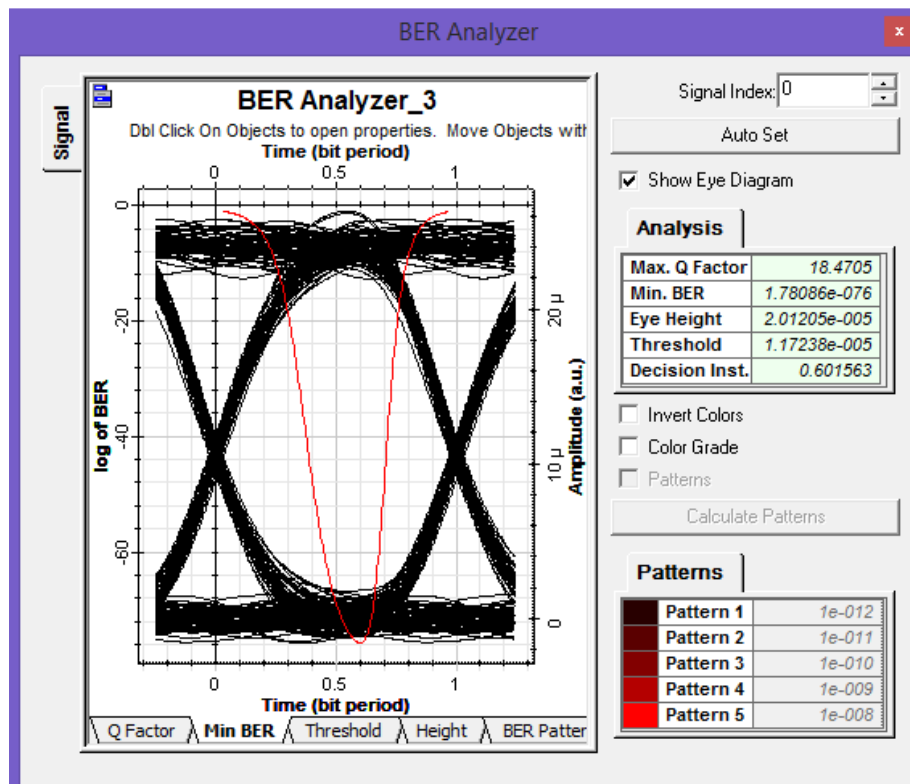 BER Analyzer
x
Signal
BER Analyzer_3
Dbl Click On Objects to open properties. Move Objects with
Time (bit period)
0 0.5 1
log of BER
0
-20
-40
-60
Amplitude (a.u.)
20 µ
10 µ
0
0 0.5 1
Time (bit period)
Q Factor Min BER Threshold Height BER Patter
Signal Index: 0
Auto Set
Show Eye Diagram
Analysis
Max. Q Factor 18.4705
Min. BER 1.78086e-076
Eye Height 2.01205e-005
Threshold 1.17238e-005
Decision Inst. 0.601563
Invert Colors
Color Grade
Patterns
Calculate Patterns
Patterns
Pattern 1 1e-012
Pattern 2 1e-011
Pattern 3 1e-010
Pattern 4 1e-009
Pattern 5 1e-008